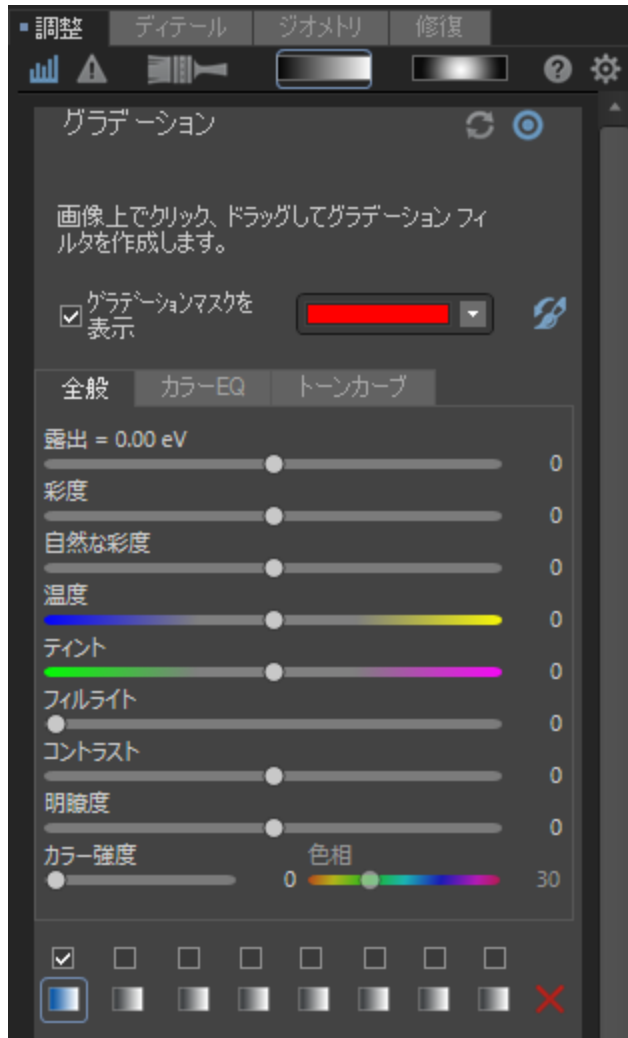 調整 ディテール ジオメトリ 修復
グラデーション
画像上でクリック、ドラッグしてグラデーション フィ
ルタを作成します。
グラデーションマスクを
表示
全般 カラーEQ トーンカーブ
露出 = 0.00 eV
0
彩度
0
自然な彩度
0
温度
0
ティント
0
フィルライト
0
コントラスト
0
明瞭度
0
カラー強度 色相
0 30